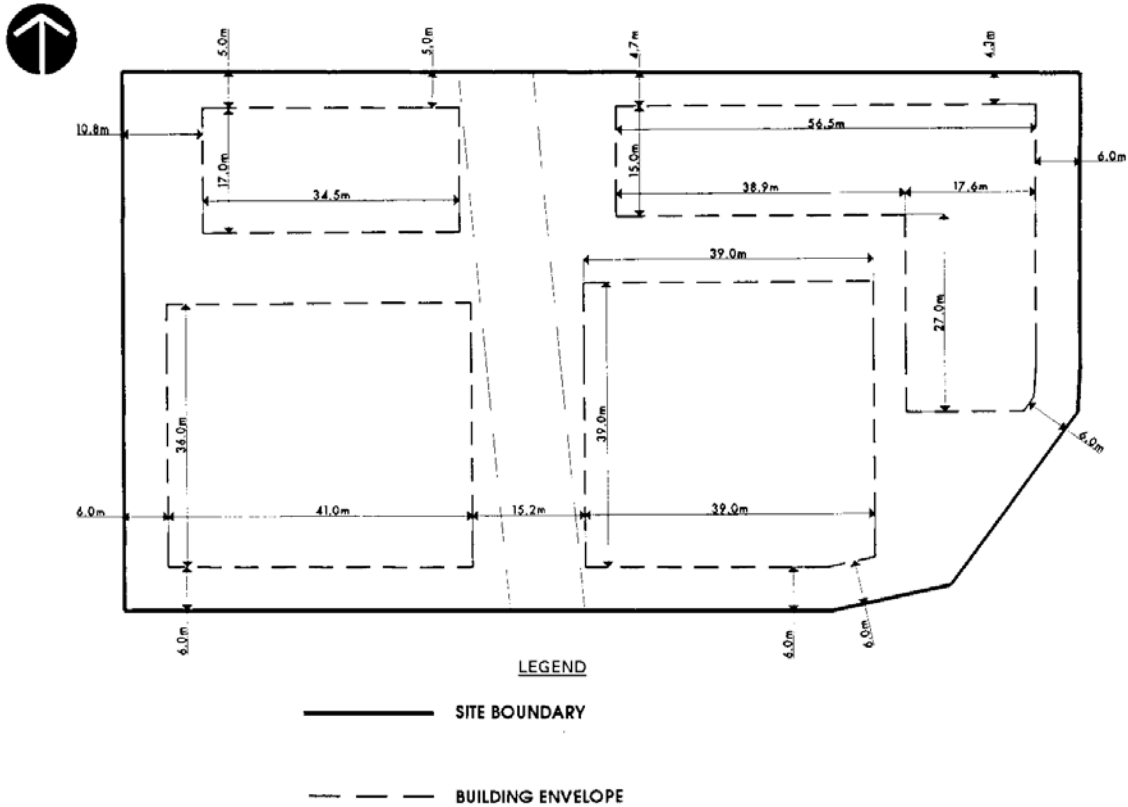 5.0m
5.0m
4.7m
4.3m
10.8m
56.5m
6.0m
17.0m
15.0m
34.5m
38.9m
17.6m
39.0m
27.0m
36.0m
39.0m
6.0m
6.0m
41.0m
15.2m
39.0m
6.0m
6.0m
6.0m
LEGEND
SITE BOUNDARY
BUILDING ENVELOPE